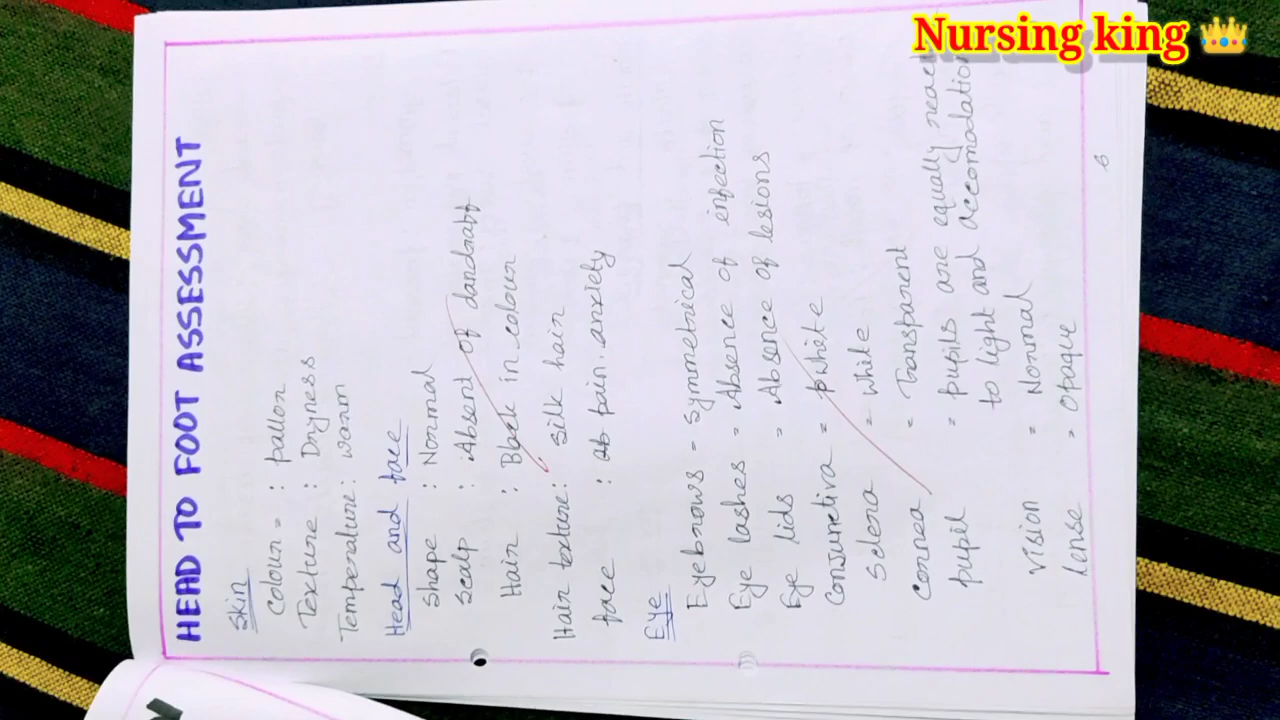 Nursing king
HEAD TO FOOT ASSESSMENT
Skin
Colour = : pallor
Texture : Dryness
Temperature : warm
Head and face
Shape : Normal
Scalp : Absent of dandraff
Hair : Black in colour
Hair texture : Silk hair
face : pain. anxiety
Eye
Eyebrows = Symmetrical
Eye lashes = Absence of infection
Eye lids = Absence of lesions
Consunctiva = white
Sclera = white
Cornea = Transparent
pupil = pupils are equally react
to light and accomodation
Vision = Normal
lense = Opaque
6